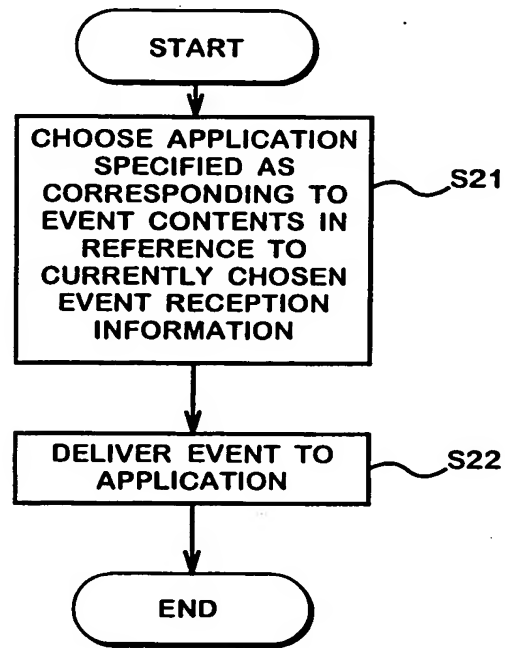 START
CHOOSE APPLICATION
SPECIFIED AS
CORRESPONDING TO
EVENT CONTENTS IN
REFERENCE TO
CURRENTLY CHOSEN
EVENT RECEPTION
INFORMATION
S21
DELIVER EVENT TO
APPLICATION
S22
END